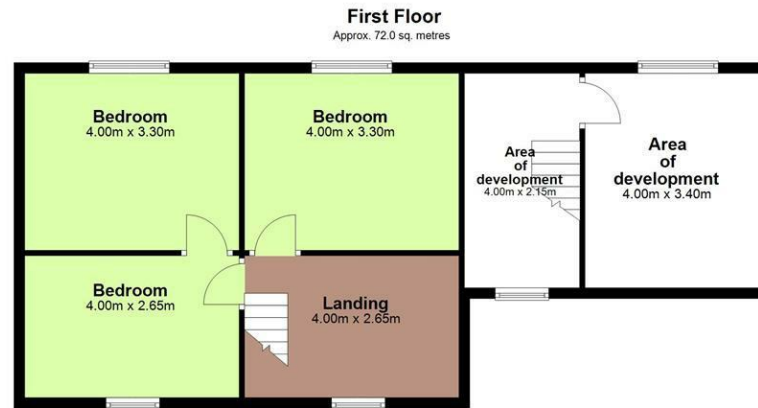 First Floor
Approx. 72.0 sq. metres
Bedroom
4.00m x 3.30m
Bedroom
4.00m x 3.30m
Area
of
development
4.00m x 2.15m
Area
of
development
4.00m x 3.40m
Bedroom
4.00m x 2.65m
Landing
4.00m x 2.65m